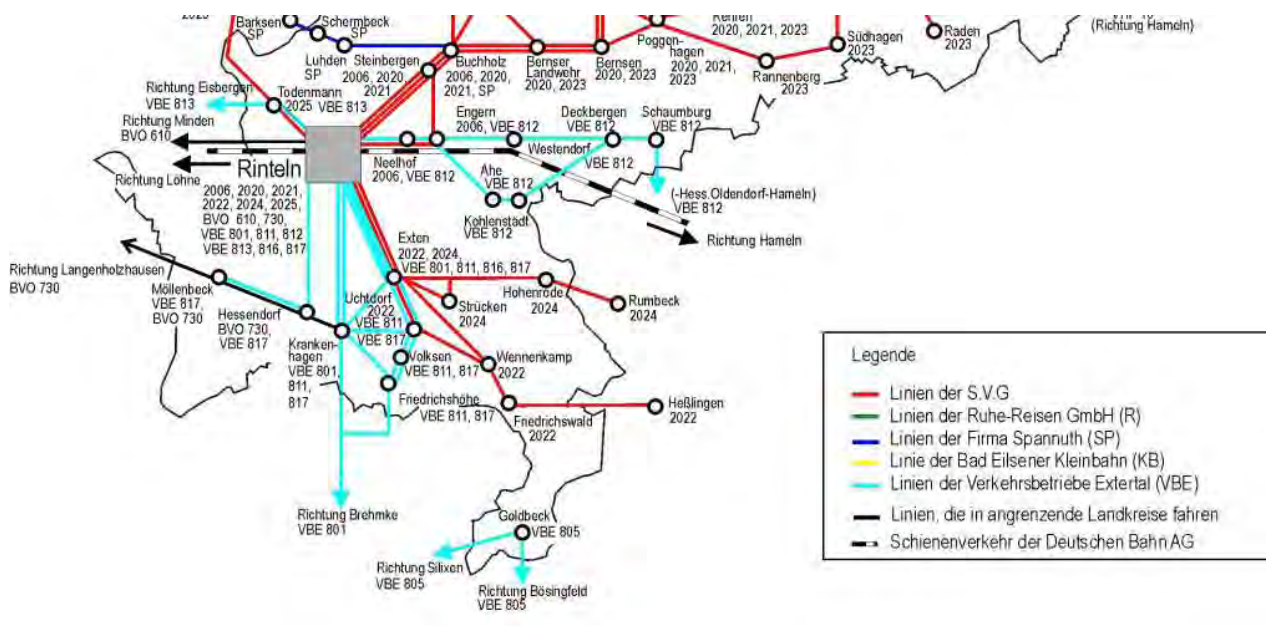 2025
Barksen
SP
Schermbeck
SP
Luhden
SP
Steinbergen
2006, 2020,
2021
Buchholz
2006, 2020,
2021, SP
Bernser
Landwehr
2020, 2023
Bernsen
2020, 2023
Rehren
2020, 2021, 2023
Poggen-
hagen
2020, 2021,
2023
Rannenberg
2023
Südhagen
2023
Raden
2023
(Richtung Hameln)
Richtung Eisbergen
VBE 813
Todenmann
2025 VBE 813
Richtung Minden
BVO 610
Engern
2006, VBE 812
Deckbergen
VBE 812
Schaumburg
VBE 812
Westendorf
VBE 812
Rinteln
Richtung Löhne
Neelhof
2006, VBE 812
Ahe
VBE 812
Kohlenstädt
VBE 812
(-Hess.Oldendorf-Hameln)
VBE 812
Richtung Hameln
2006, 2020, 2021,
2022, 2024, 2025,
BVO 610, 730,
VBE 801, 811, 812
VBE 813, 816, 817
Exten
2022, 2024,
VBE 801, 811, 816, 817
Richtung Langenholzhausen
BVO 730
Möllenbeck
VBE 817,
BVO 730
Hessendorf
BVO 730,
VBE 817
Uchtdorf
2022
VBE 811
VBE 817
Strücken
2024
Hohenrode
2024
Rumbeck
2024
Kranken-
hagen
VBE 801,
811,
817
Volksen
VBE 811, 817
Wennenkamp
2022
Friedrichshöhe
VBE 811, 817
Friedrichswald
2022
Heßlingen
2022
Richtung Brehmke
VBE 801
Goldbeck
VBE 805
Richtung Silixen
VBE 805
Richtung Bösingfeld
VBE 805
Legende
Linien der S.V.G
Linien der Ruhe-Reisen GmbH (R)
Linien der Firma Spannuth (SP)
Linie der Bad Eilsener Kleinbahn (KB)
Linien der Verkehrsbetriebe Extertal (VBE)
Linien, die in angrenzende Landkreise fahren
Schienenverkehr der Deutschen Bahn AG